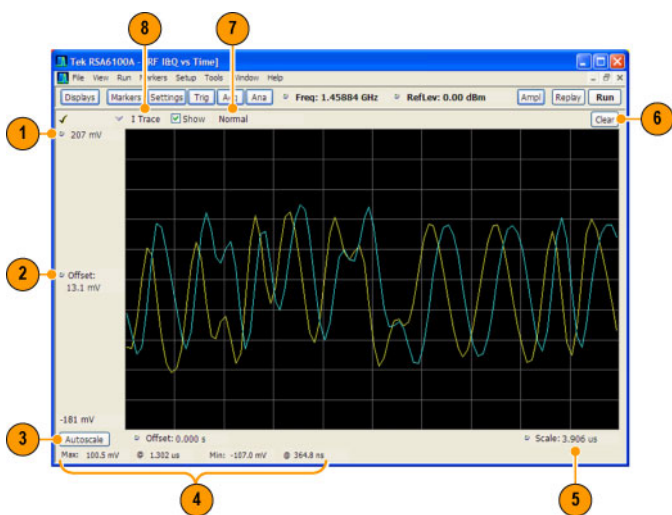 8
7
Tek RSA6100A - [RF I&Q vs Time]
File View Run Markers Setup Tools Window Help
Displays Markers Settings Trig Acq Ana Freq: 1.45884 GHz RefLev: 0.00 dBm Ampl Replay Run
I Trace Show Normal Clear
6
1
207 mV
2
Offset:
13.1 mV
-181 mV
3
Autoscale Offset: 0.000 s Scale: 3.906 us
Max: 100.5 mV @ 1.302 us Min: -107.0 mV @ 364.8 ns
4
5